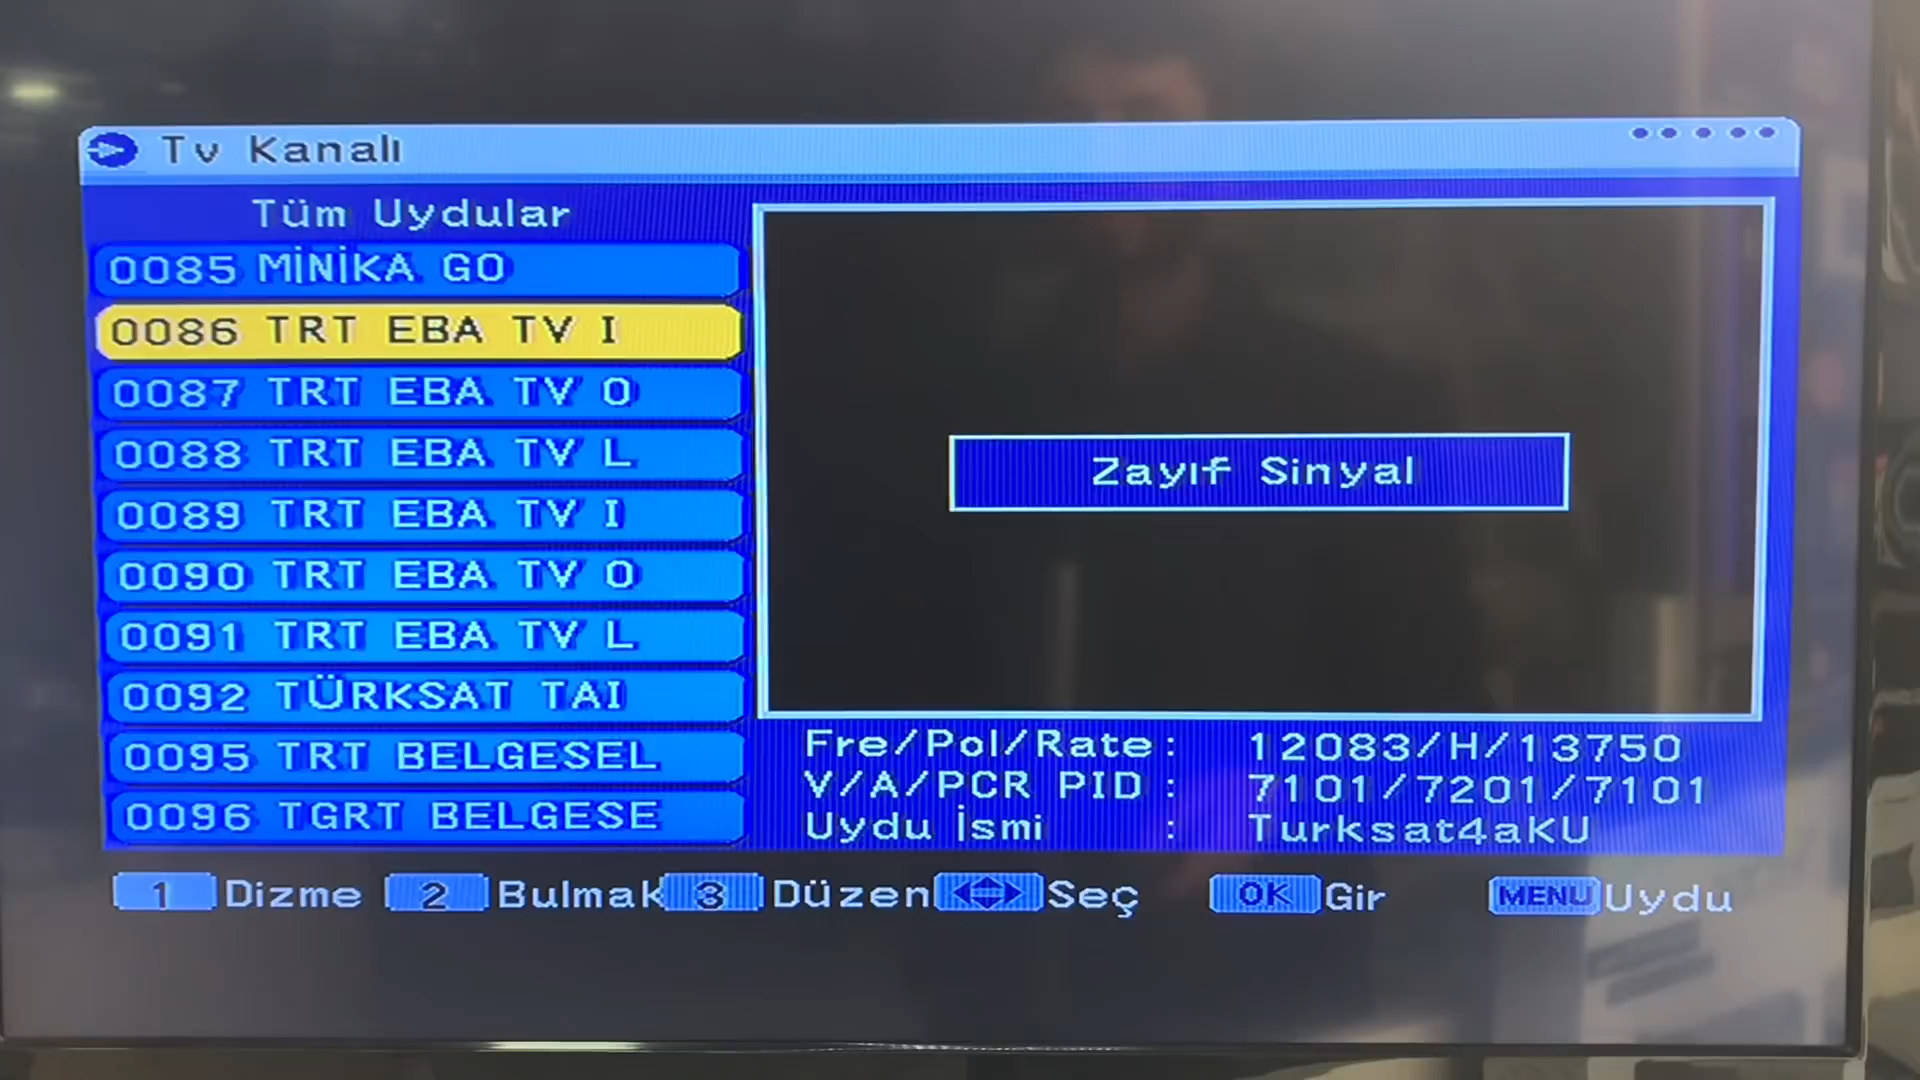 Tv Kanalı
Tüm Uydular
0085 MİNİKA GO
0086 TRT EBA TV I
0087 TRT EBA TV O
0088 TRT EBA TV L
0089 TRT EBA TV I
0090 TRT EBA TV O
0091 TRT EBA TV L
0092 TÜRKSAT TAI
0095 TRT BELGESEL
0096 TGRT BELGESE
Zayıf Sinyal
Fre/Pol/Rate : 12083/H/13750
V/A/PCR PID : 7101/7201/7101
Uydu İsmi : Turksat4aKU
1 Dizme 2 Bulmak 3 Düzen Seç OK Gir MENU Uydu